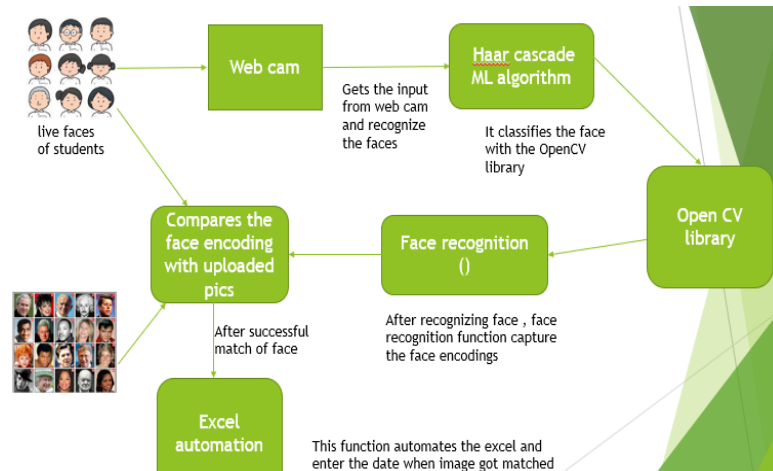 live faces
of students
Web cam
Gets the input
from web cam
and recognize
the faces
Haar cascade
ML algorithm
It classifies the face
with the OpenCV
library
Open CV
library
Face recognition
()
After recognizing face , face
recognition function capture
the face encodings
Compares the
face encoding
with uploaded
pics
After successful
match of face
Excel
automation
This function automates the excel and
enter the date when image got matched